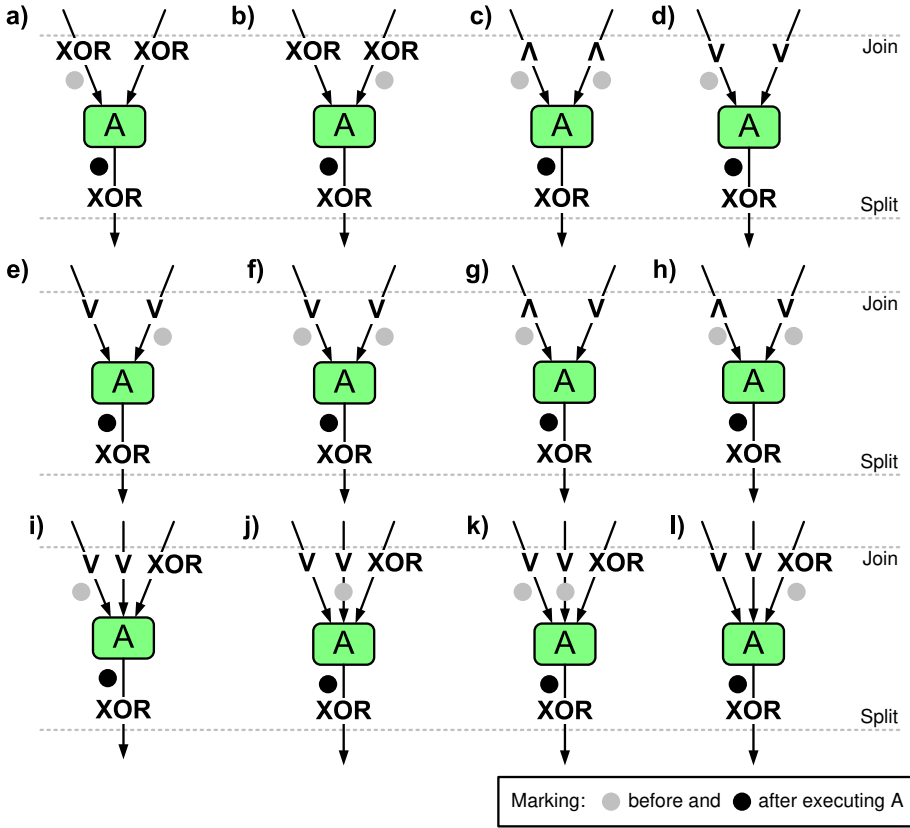 a) b) c) d)
XOR XOR XOR XOR Λ Λ V V Join
A A A A
XOR XOR XOR XOR
Split
e) f) g) h)
V V V V Λ V Λ V Join
A A A A
XOR XOR XOR XOR
Split
i) j) k) l)
V V XOR V V XOR V V XOR V V XOR Join
A A A A
XOR XOR XOR XOR
Split
Marking: before and after executing A